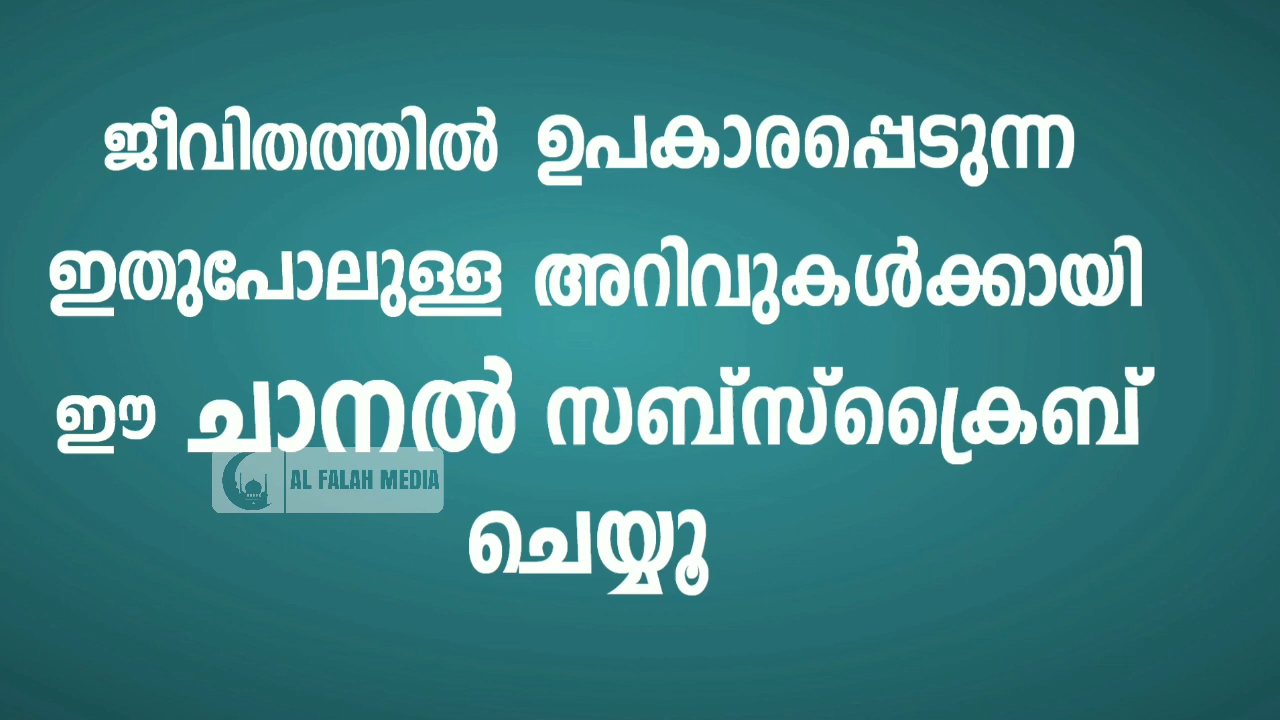 ജീവിതത്തിൽ ഉപകാരപ്പെടുന്ന
ഇതുപോലുള്ള അറിവുകൾക്കായി
ഈ ചാനൽ സബ്സ്ക്രൈബ്
AL FALAH MEDIA
ചെയ്യൂ